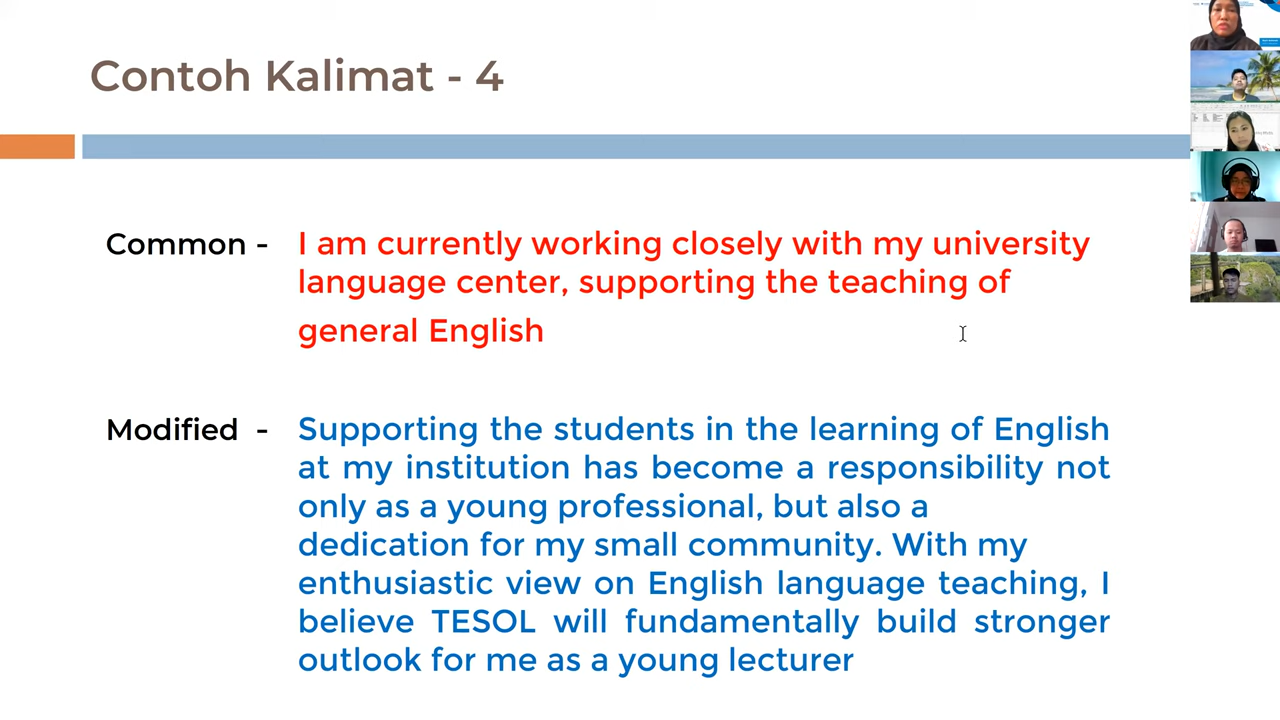 Contoh Kalimat - 4
Common - I am currently working closely with my university
language center, supporting the teaching of
general English
Modified - Supporting the students in the learning of English
at my institution has become a responsibility not
only as a young professional, but also a
dedication for my small community. With my
enthusiastic view on English language teaching, I
believe TESOL will fundamentally build stronger
outlook for me as a young lecturer